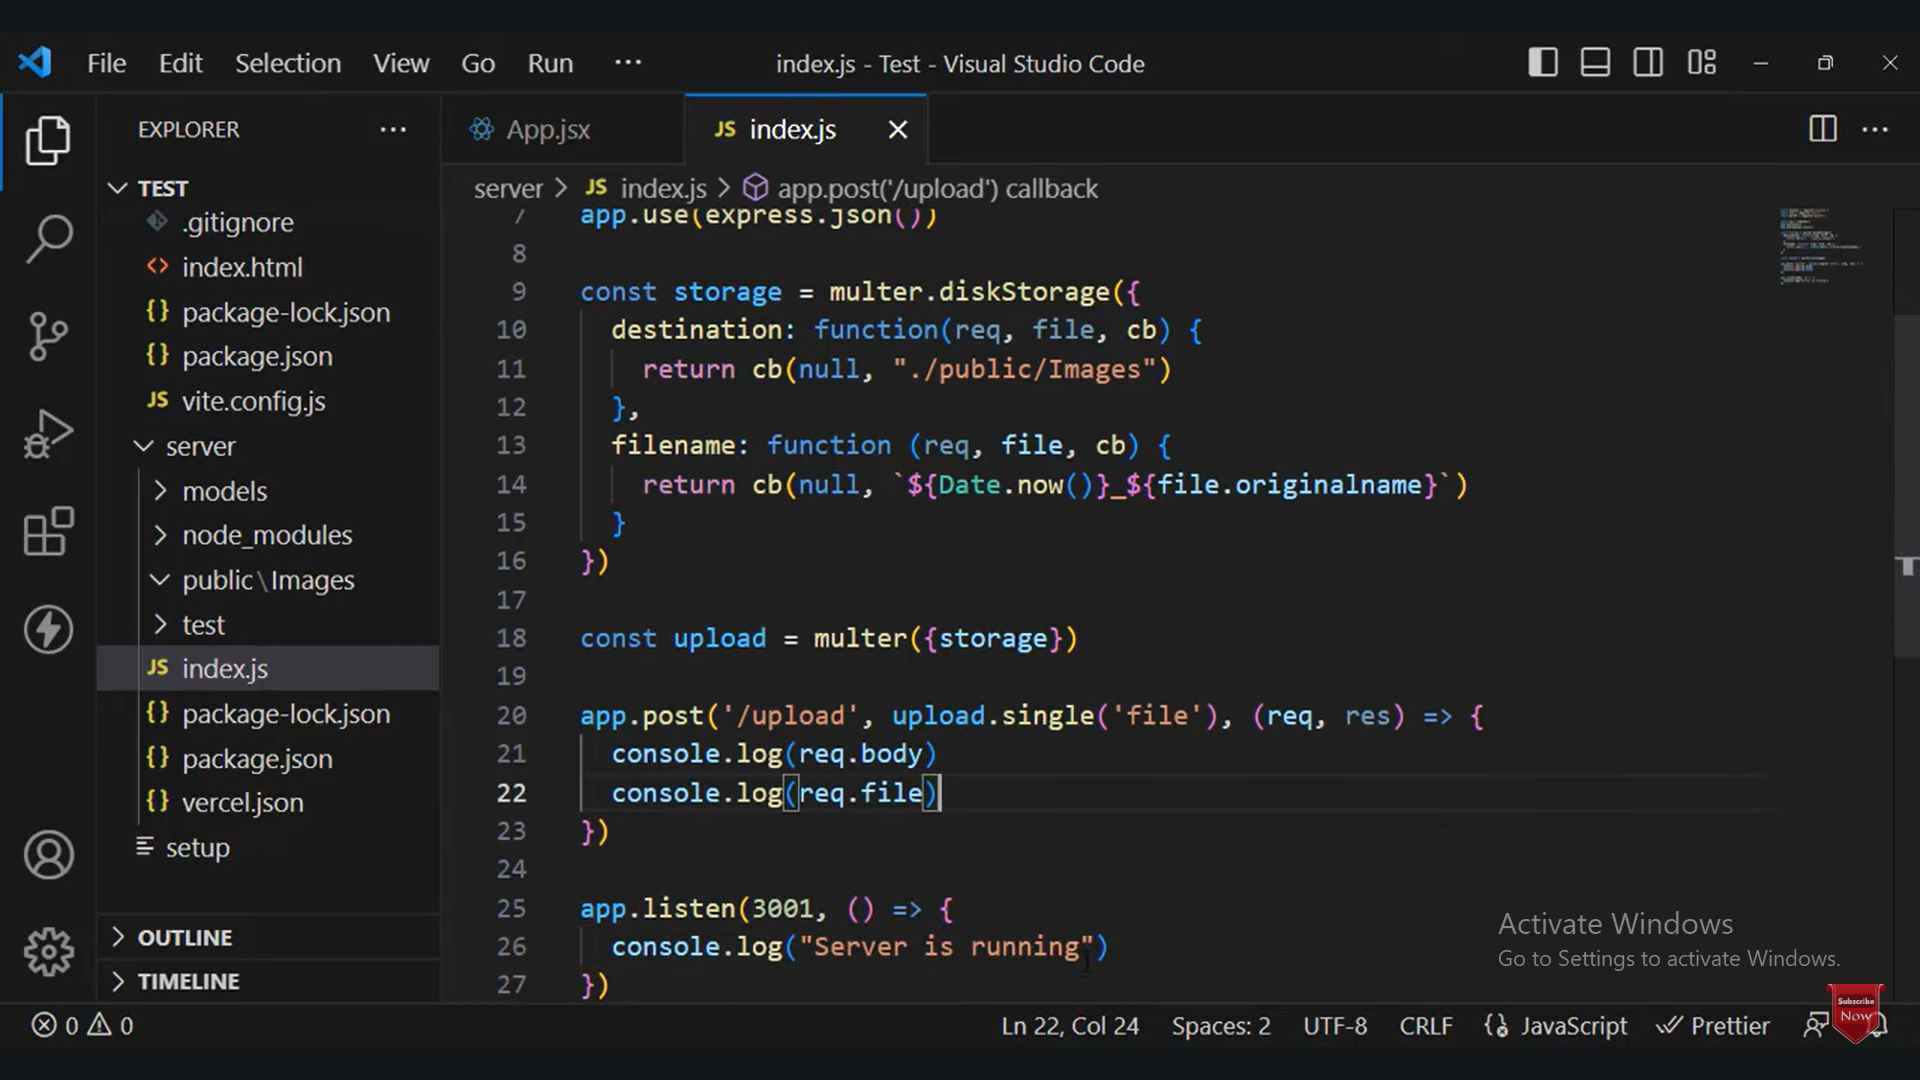 File Edit Selection View Go Run ···
index.js - Test - Visual Studio Code
EXPLORER ···
TEST
.gitignore
<> index.html
{} package-lock.json
{} package.json
JS vite.config.js
server
models
node_modules
public\Images
test
JS index.js
{} package-lock.json
{} package.json
{} vercel.json
setup
OUTLINE
TIMELINE
App.jsx
JS index.js
server > JS index.js > app.post('/upload') callback
7 app.use(express.json())
8
9 const storage = multer.diskStorage({
10 destination: function(req, file, cb) {
11 return cb(null, "./public/Images")
12 },
13 filename: function (req, file, cb) {
14 return cb(null, `${Date.now()}_${file.originalname}`)
15 }
16 })
17
18 const upload = multer({storage})
19
20 app.post('/upload', upload.single('file'), (req, res) => {
21 console.log(req.body)
22 console.log(req.file)
23 })
24
25 app.listen(3001, () => {
26 console.log("Server is running")
27 })
Activate Windows
Go to Settings to activate Windows.
Subscribe
Now
0 0
Ln 22, Col 24 Spaces: 2 UTF-8 CRLF {} JavaScript Prettier